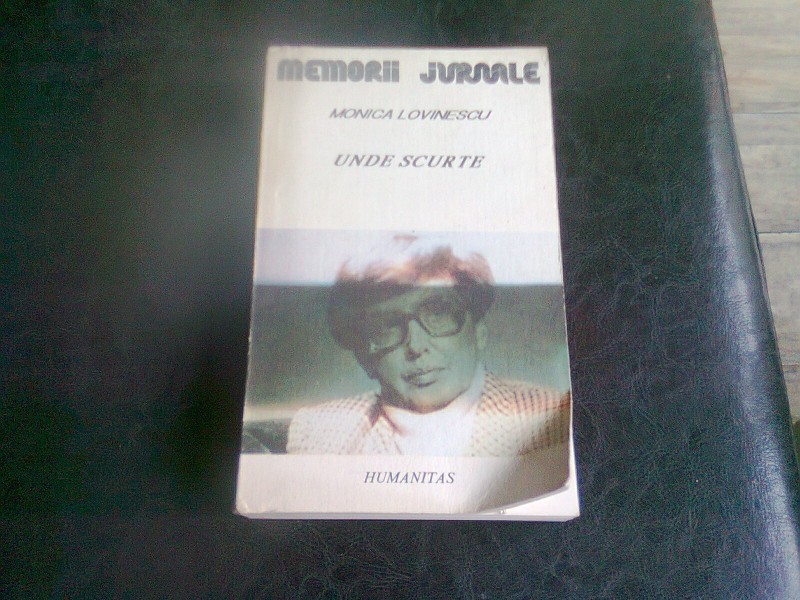 MEMORII JURNALE
MONICA LOVINESCU
UNDE SCURTE
HUMANITAS